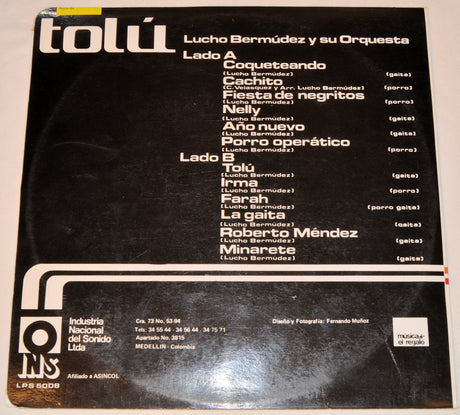 tolú
Lucho Bermúdez y su Orquesta
Lado A
Coqueteando
(Lucho Bermúdez) (gaita)
Cachito
(C. Velasquez y Arr. Lucho Bermúdez) (porro)
Fiesta de negritos
(Lucho Bermúdez) (porro)
Nelly
(Lucho Bermúdez) (gaita)
Año nuevo
(Lucho Bermúdez) (gaita)
Porro operático
(Lucho Bermúdez) (porro)
Lado B
Tolú
(Lucho Bermúdez) (gaita)
Irma
(Lucho Bermúdez) (porro)
Farah
(Lucho Bermúdez) (porro gaita)
La gaita
(Lucho Bermúdez) (gaita)
Roberto Méndez
(Lucho Bermúdez) (gaita)
Minarete
(Lucho Bermúdez) (gaita)
INS
LPS 5008
Industria
Nacional
del Sonido
Ltda
Afiliado a ASINCOL
Cra. 73 No. 53-94
Tels: 34 55 44 - 34 56 44 - 34 75 71
Apartado No. 3815
MEDELLIN - Colombia
Diseño y Fotografía: Fernando Muñoz
música
el regalo